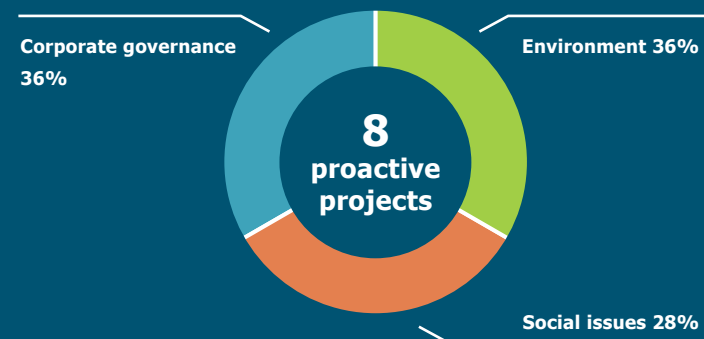 Corporate governance
36%
Environment 36%
8
proactive
projects
Social issues 28%